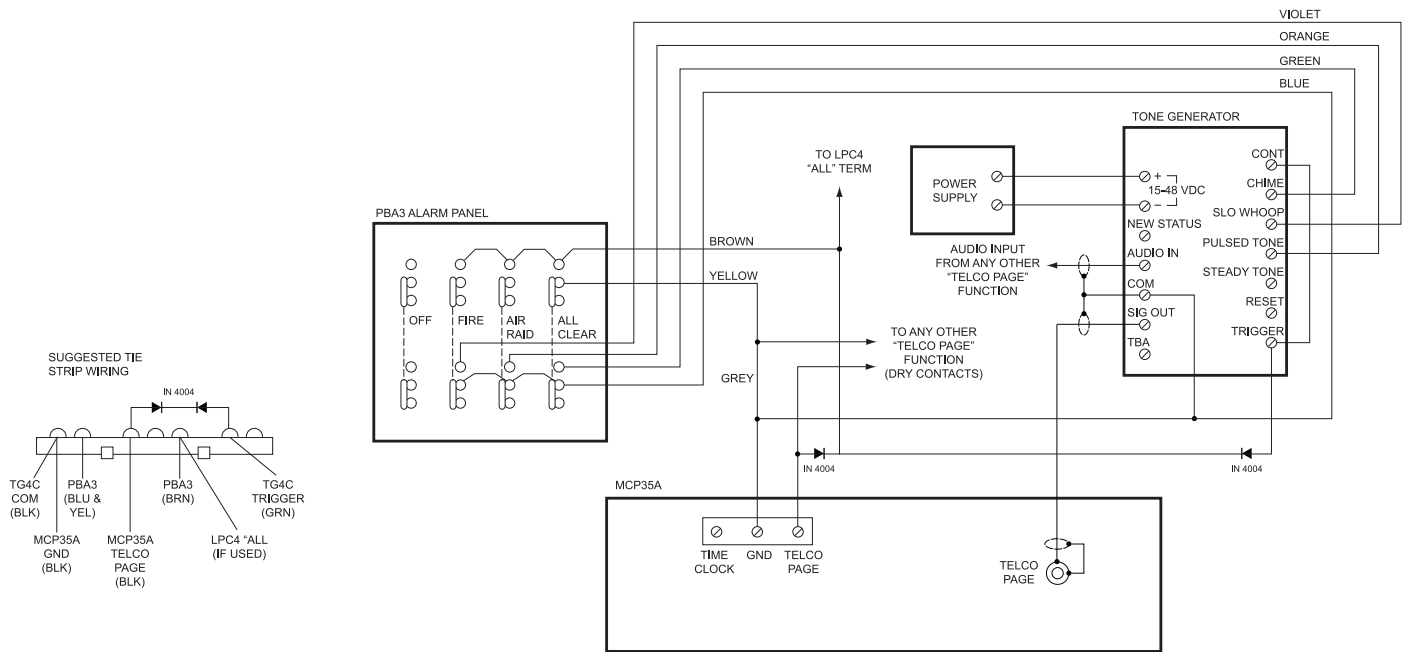 VIOLET
ORANGE
GREEN
BLUE
TONE GENERATOR
CONT
CHIME
SLO WHOOP
PULSED TONE
STEADY TONE
RESET
TRIGGER
+
15-48 VDC
–
NEW STATUS
AUDIO IN
COM
SIG OUT
TBA
POWER
SUPPLY
TO LPC4
“ALL” TERM
AUDIO INPUT
FROM ANY OTHER
“TELCO PAGE”
FUNCTION
PBA3 ALARM PANEL
BROWN
YELLOW
OFF
FIRE
AIR
RAID
ALL
CLEAR
GREY
TO ANY OTHER
“TELCO PAGE”
FUNCTION
(DRY CONTACTS)
IN 4004
IN 4004
MCP35A
TIME
CLOCK
GND
TELCO
PAGE
TELCO
PAGE
SUGGESTED TIE
STRIP WIRING
IN 4004
TG4C
COM
(BLK)
PBA3
(BLU &
YEL)
PBA3
(BRN)
TG4C
TRIGGER
(GRN)
MCP35A
GND
(BLK)
MCP35A
TELCO
PAGE
(BLK)
LPC4 “ALL
(IF USED)